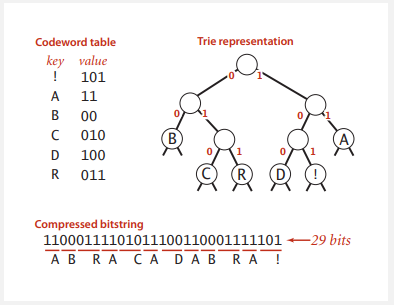 Codeword table
key value
! 101
A 11
B 00
C 010
D 100
R 011
Trie representation
0 1
0 1 0 1
B A
0 1 0 1
C R D !
Compressed bitstring
11000111101011100110001111101 29 bits
A B R A C A D A B R A !